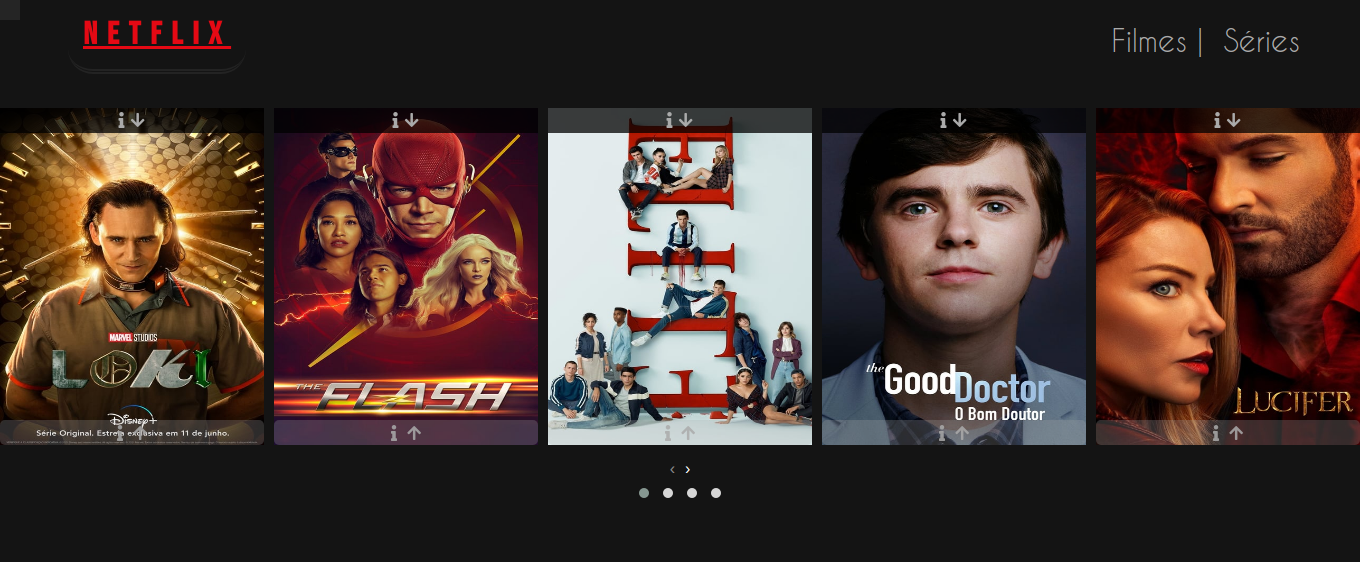 NETFLIX
Filmes | Séries
MARVEL STUDIOS
LOKI
Disney+
Série Original. Estreia exclusiva em 11 de junho.
THE FLASH
ELITE
the Good Doctor
O Bom Doutor
LUCIFER